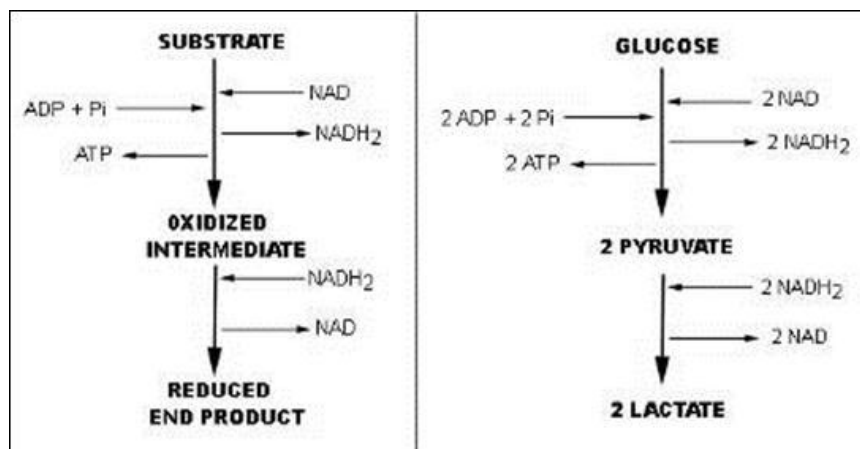 SUBSTRATE
NAD
ADP + Pi
NADH₂
ATP
0XIDIZED
INTERMEDIATE
NADH₂
NAD
REDUCED
END PRODUCT
GLUCOSE
2 NAD
2 ADP + 2 Pi
2 NADH₂
2 ATP
2 PYRUVATE
2 NADH₂
2 NAD
2 LACTATE